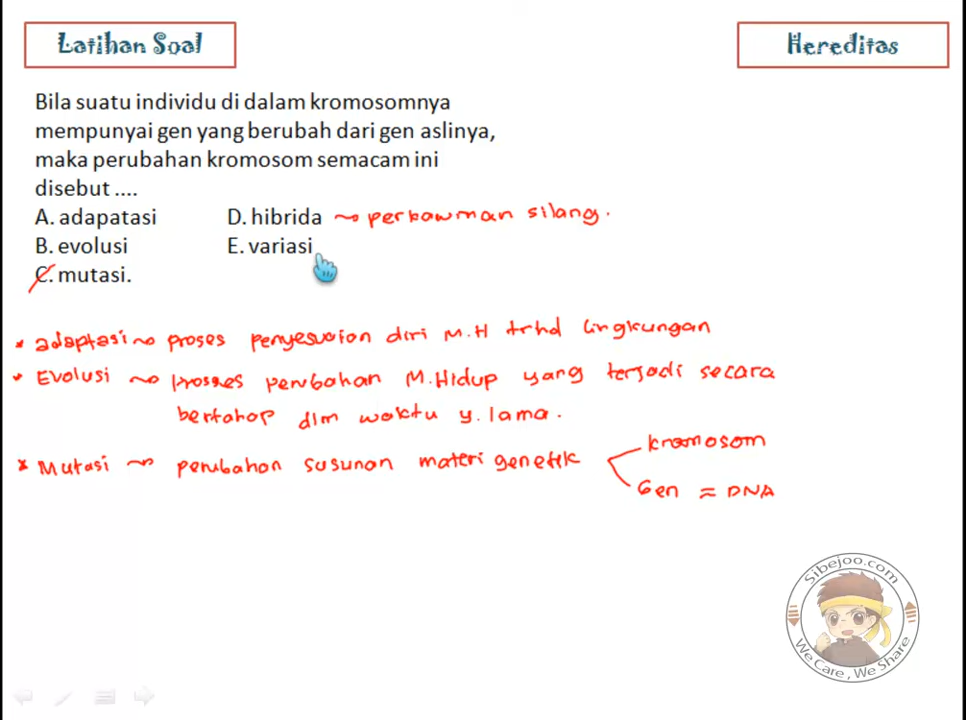 Latihan Soal
Hereditas
Bila suatu individu di dalam kromosomnya
mempunyai gen yang berubah dari gen aslinya,
maka perubahan kromosom semacam ini
disebut ....
A. adapatasi
D. hibrida ~> perkawman silang.
B. evolusi
E. variasi
C. mutasi.
* adaptasi ~> proses penyesuaian diri M.H trhd lingkungan
* Evolusi ~> proses perubahan M.Hidup yang terjadi secara
bertahap dlm waktu y. lama.
* Mutasi ~> perubahan susunan materi genetik
kromosom
Gen ≈ DNA
Sibejoo.com
We Care, We Share